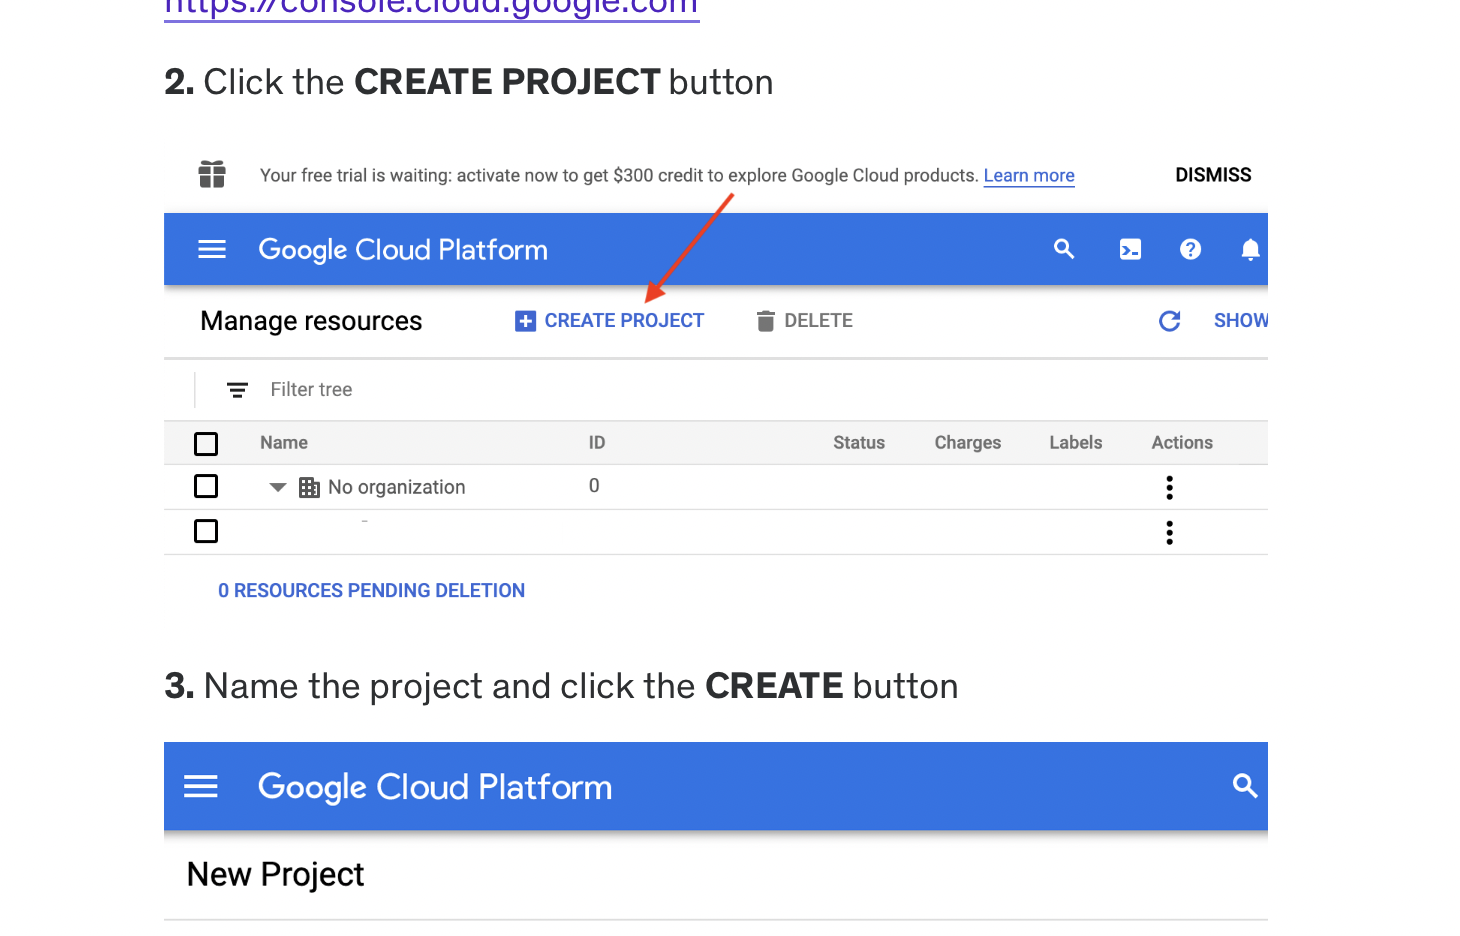 https://console.cloud.google.com
2. Click the CREATE PROJECT button
Your free trial is waiting: activate now to get $300 credit to explore Google Cloud products. Learn more DISMISS
Google Cloud Platform
Manage resources CREATE PROJECT DELETE SHOW
Filter tree
Name ID Status Charges Labels Actions
No organization 0
0 RESOURCES PENDING DELETION
3. Name the project and click the CREATE button
Google Cloud Platform
New Project